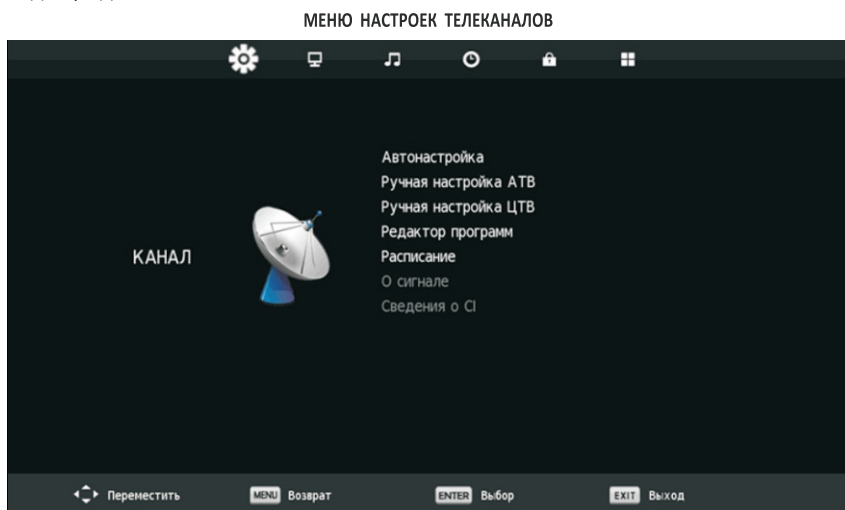 МЕНЮ НАСТРОЕК ТЕЛЕКАНАЛОВ
Автонастройка
Ручная настройка АТВ
Ручная настройка ЦТВ
Редактор программ
Расписание
О сигнале
Сведения о CI
КАНАЛ
Переместить MENU Возврат ENTER Выбор EXIT Выход